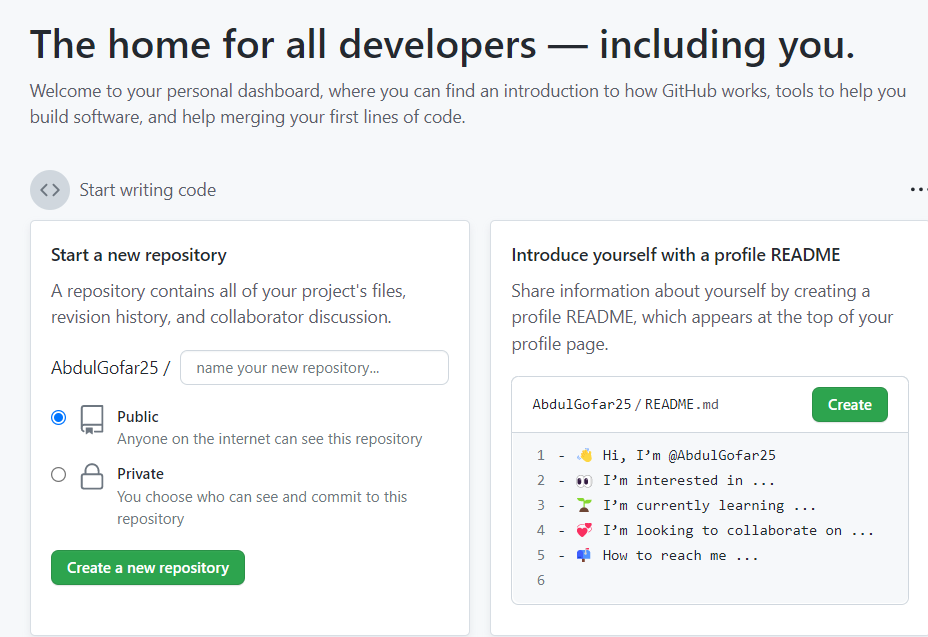 The home for all developers — including you.
Welcome to your personal dashboard, where you can find an introduction to how GitHub works, tools to help you
build software, and help merging your first lines of code.
<> Start writing code
...
Start a new repository
A repository contains all of your project's files,
revision history, and collaborator discussion.
AbdulGofar25 / name your new repository...
Public
Anyone on the internet can see this repository
Private
You choose who can see and commit to this
repository
Create a new repository
Introduce yourself with a profile README
Share information about yourself by creating a
profile README, which appears at the top of your
profile page.
AbdulGofar25/README.md Create
1 - 👋 Hi, I’m @AbdulGofar25
2 - 👀 I’m interested in ...
3 - 🌱 I’m currently learning ...
4 - 💞️ I’m looking to collaborate on ...
5 - 📫 How to reach me ...
6